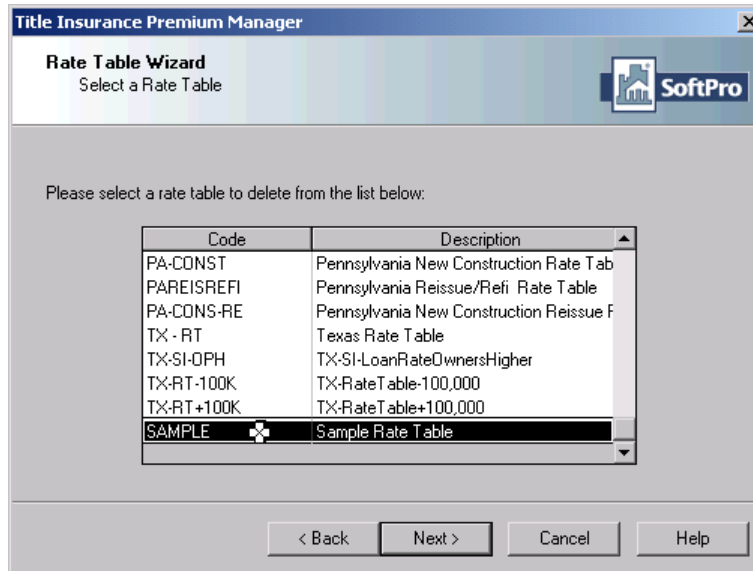 Title Insurance Premium Manager
Rate Table Wizard
Select a Rate Table
SoftPro
Please select a rate table to delete from the list below:
Code Description
PA-CONST Pennsylvania New Construction Rate Tab
PAREISREFI Pennsylvania Reissue/Refi Rate Table
PA-CONS-RE Pennsylvania New Construction Reissue F
TX - RT Texas Rate Table
TX-SI-OPH TX-SI-LoanRateOwnersHigher
TX-RT-100K TX-RateTable-100,000
TX-RT+100K TX-RateTable+100,000
SAMPLE Sample Rate Table
< Back Next > Cancel Help